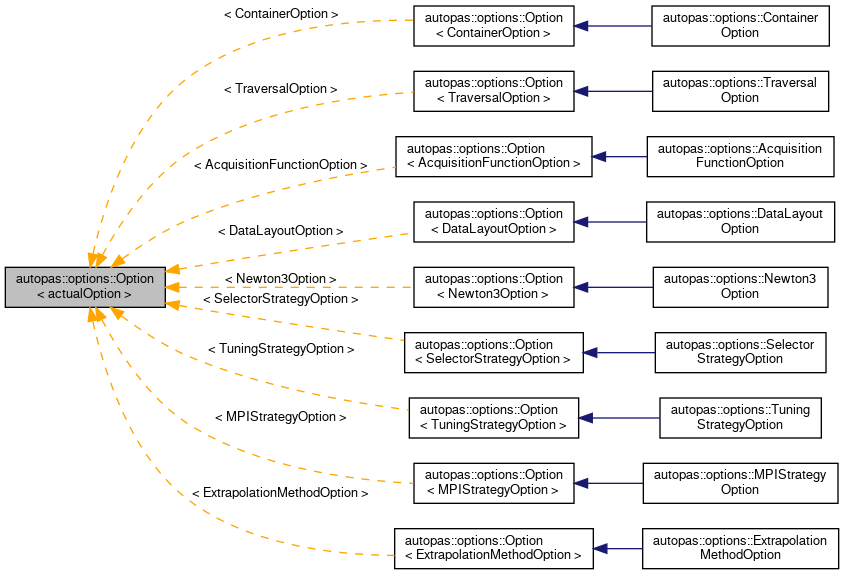 < ContainerOption >
autopas::options::Option
< ContainerOption >
autopas::options::Container
Option
< TraversalOption >
autopas::options::Option
< TraversalOption >
autopas::options::Traversal
Option
< AcquisitionFunctionOption >
autopas::options::Option
< AcquisitionFunctionOption >
autopas::options::Acquisition
FunctionOption
< DataLayoutOption >
autopas::options::Option
< DataLayoutOption >
autopas::options::DataLayout
Option
autopas::options::Option
< actualOption >
< Newton3Option >
autopas::options::Option
< Newton3Option >
autopas::options::Newton3
Option
< SelectorStrategyOption >
autopas::options::Option
< SelectorStrategyOption >
autopas::options::Selector
StrategyOption
< TuningStrategyOption >
autopas::options::Option
< TuningStrategyOption >
autopas::options::Tuning
StrategyOption
< MPIStrategyOption >
autopas::options::Option
< MPIStrategyOption >
autopas::options::MPIStrategy
Option
< ExtrapolationMethodOption >
autopas::options::Option
< ExtrapolationMethodOption >
autopas::options::Extrapolation
MethodOption